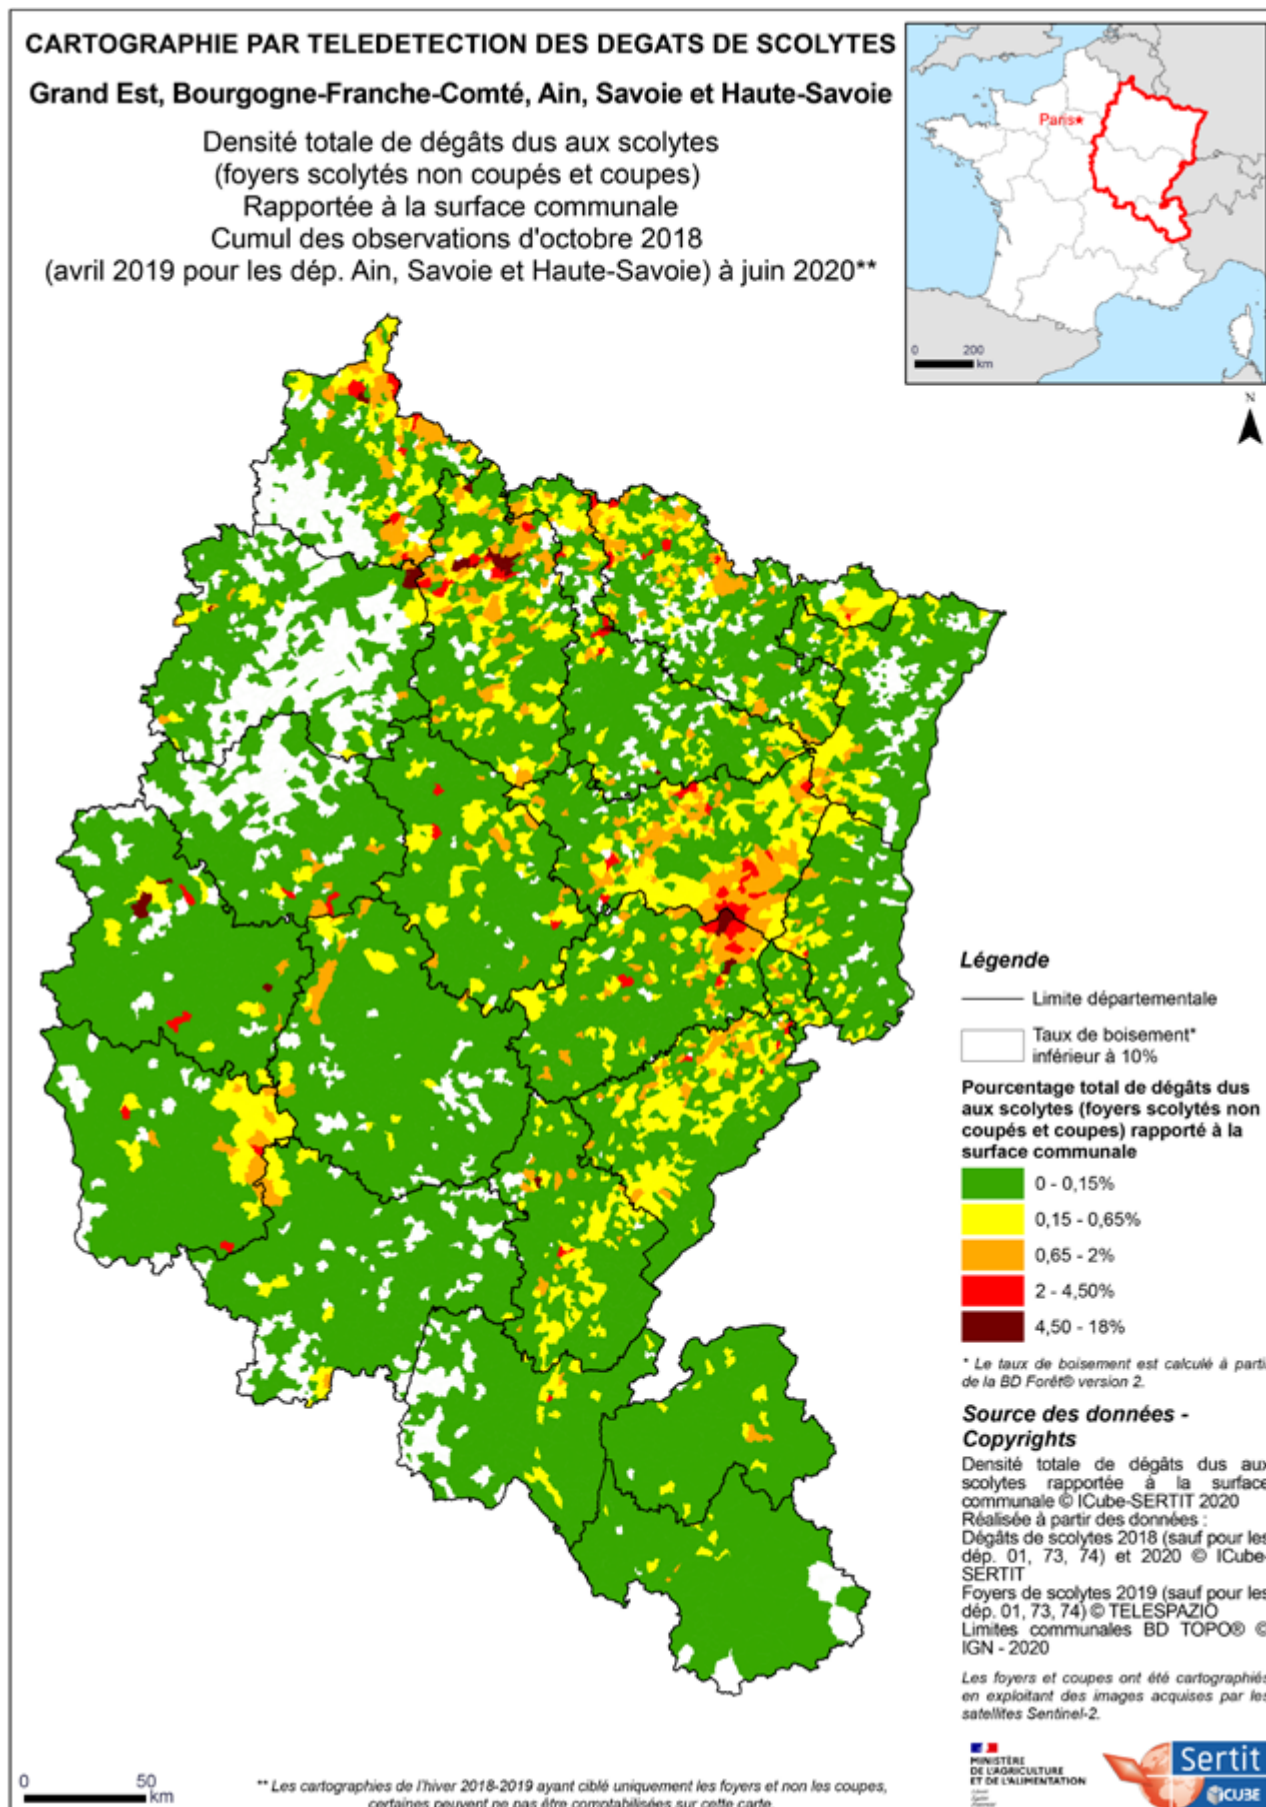 CARTOGRAPHIE PAR TELEDETECTION DES DEGATS DE SCOLYTES
Grand Est, Bourgogne-Franche-Comté, Ain, Savoie et Haute-Savoie
Densité totale de dégâts dus aux scolytes
(foyers scolytés non coupés et coupes)
Rapportée à la surface communale
Cumul des observations d'octobre 2018
(avril 2019 pour les dép. Ain, Savoie et Haute-Savoie) à juin 2020**
Paris
0 200
km
N
Légende
Limite départementale
Taux de boisement*
inférieur à 10%
Pourcentage total de dégâts dus
aux scolytes (foyers scolytés non
coupés et coupes) rapporté à la
surface communale
0 - 0,15%
0,15 - 0,65%
0,65 - 2%
2 - 4,50%
4,50 - 18%
* Le taux de boisement est calculé à parti
de la BD Forêt® version 2.
Source des données -
Copyrights
Densité totale de dégâts dus aux
scolytes rapportée à la surface
communale © ICube-SERTIT 2020
Réalisée à partir des données :
Dégâts de scolytes 2018 (sauf pour les
dép. 01, 73, 74) et 2020 © ICube-
SERTIT
Foyers de scolytes 2019 (sauf pour les
dép. 01, 73, 74) © TELESPAZIO
Limites communales BD TOPO® ©
IGN - 2020
Les foyers et coupes ont été cartographiés
en exploitant des images acquises par les
satellites Sentinel-2.
MINISTÈRE
DE L'AGRICULTURE
ET DE L'ALIMENTATION
Sertit
iCUBE
0 50
km
** Les cartographies de l'hiver 2018-2019 ayant ciblé uniquement les foyers et non les coupes,
certaines peuvent ne pas être comptabilisées sur cette carte